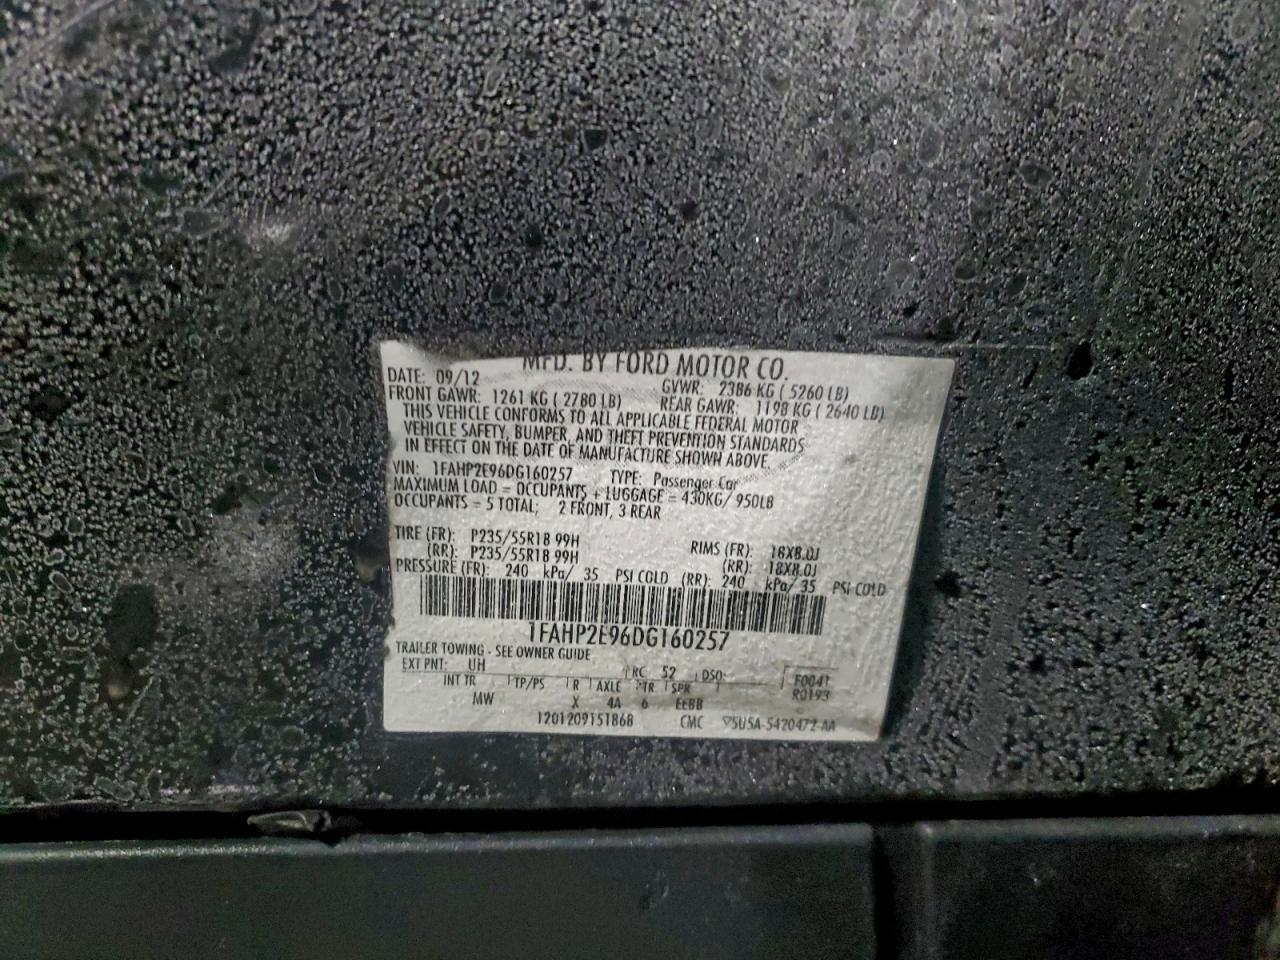 MFD. BY FORD MOTOR CO.
DATE: 09/12 GVWR: 2386 KG ( 5260 LB)
FRONT GAWR: 1261 KG ( 2780 LB) REAR GAWR: 1198 KG ( 2640 LB)
THIS VEHICLE CONFORMS TO ALL APPLICABLE FEDERAL MOTOR
VEHICLE SAFETY, BUMPER, AND THEFT PREVENTION STANDARDS
IN EFFECT ON THE DATE OF MANUFACTURE SHOWN ABOVE.
VIN: 1FAHP2E96DG160257 TYPE: Passenger Car
MAXIMUM LOAD = OCCUPANTS + LUGGAGE = 430KG/ 950LB
OCCUPANTS = 5 TOTAL; 2 FRONT, 3 REAR
TIRE (FR): P235/55R18 99H RIMS (FR): 18X8.0J
(RR): P235/55R18 99H (RR): 18X8.0J
PRESSURE (FR): 240 kPa/ 35 PSI COLD (RR): 240 kPa/ 35 PSI COLD
1FAHP2E96DG160257
TRAILER TOWING - SEE OWNER GUIDE
EXT PNT: UH RC: 52 DSO: F0041
INT TR TP/PS R AXLE TR SPR R0193
MW X 4A 6 EEBB
1201209151868 CMC 5U5A-5420472-AA